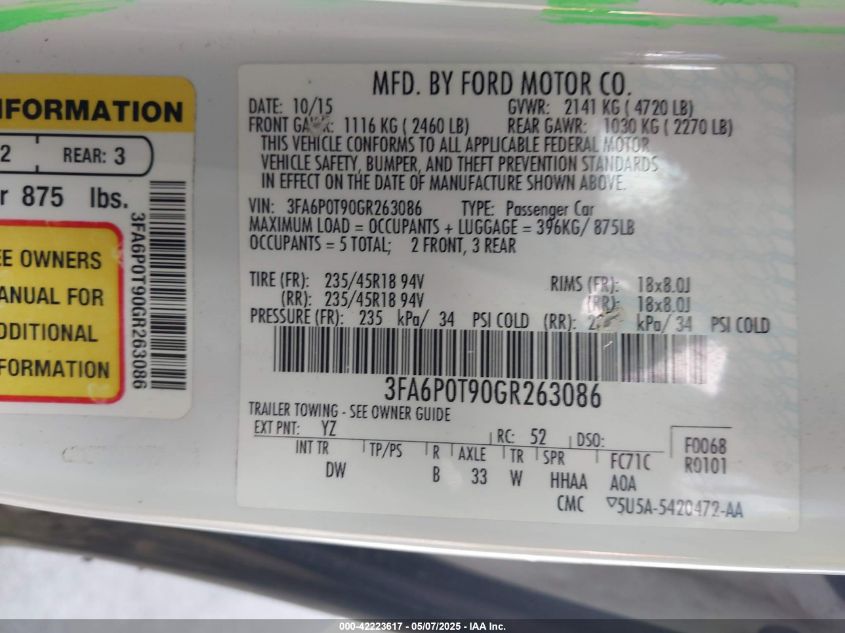 NFORMATION
2 REAR: 3
r 875 lbs.
EE OWNERS
ANUAL FOR
DDITIONAL
FORMATION
3FA6P0T90GR263086
MFD. BY FORD MOTOR CO.
DATE: 10/15 GVWR: 2141 KG ( 4720 LB)
FRONT GAWR: 1116 KG ( 2460 LB) REAR GAWR: 1030 KG ( 2270 LB)
THIS VEHICLE CONFORMS TO ALL APPLICABLE FEDERAL MOTOR
VEHICLE SAFETY, BUMPER, AND THEFT PREVENTION STANDARDS
IN EFFECT ON THE DATE OF MANUFACTURE SHOWN ABOVE.
VIN: 3FA6P0T90GR263086 TYPE: Passenger Car
MAXIMUM LOAD = OCCUPANTS + LUGGAGE = 396KG/ 875LB
OCCUPANTS = 5 TOTAL; 2 FRONT, 3 REAR
TIRE (FR): 235/45R18 94V RIMS (FR): 18x8.0J
(RR): 235/45R18 94V (RR): 18x8.0J
PRESSURE (FR): 235 kPa/ 34 PSI COLD (RR): kPa/ 34 PSI COLD
3FA6P0T90GR263086
TRAILER TOWING - SEE OWNER GUIDE
EXT PNT: YZ RC: 52 DSO: F0068
INT TR TP/PS R AXLE TR SPR FC71C R0101
DW B 33 W HHAA A0A
CMC ▽5U5A-5420472-AA
000-42223617 - 05/07/2025 - IAA Inc.